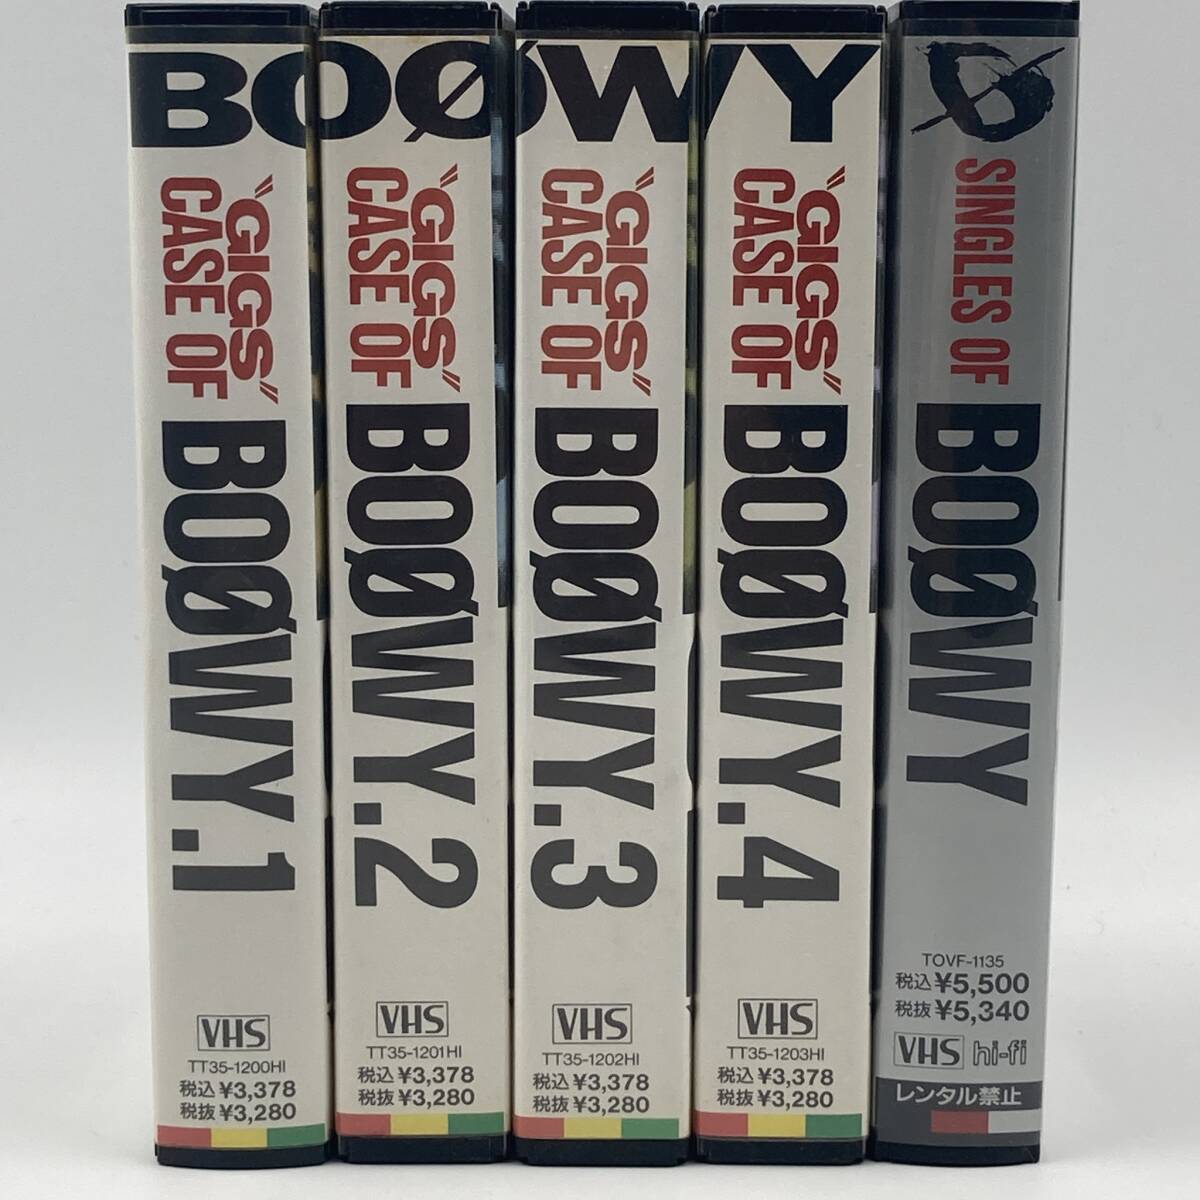 BOØWY
"GIGS"
CASE OF
BOØWY.1
VHS
TT35-1200HI
税込 ¥3,378
税抜 ¥3,280
"GIGS"
CASE OF
BOØWY.2
VHS
TT35-1201HI
税込 ¥3,378
税抜 ¥3,280
"GIGS"
CASE OF
BOØWY.3
VHS
TT35-1202HI
税込 ¥3,378
税抜 ¥3,280
"GIGS"
CASE OF
BOØWY.4
VHS
TT35-1203HI
税込 ¥3,378
税抜 ¥3,280
SINGLES OF
BOØWY
TOVF-1135
税込 ¥5,500
税抜 ¥5,340
VHS hi-fi
レンタル禁止